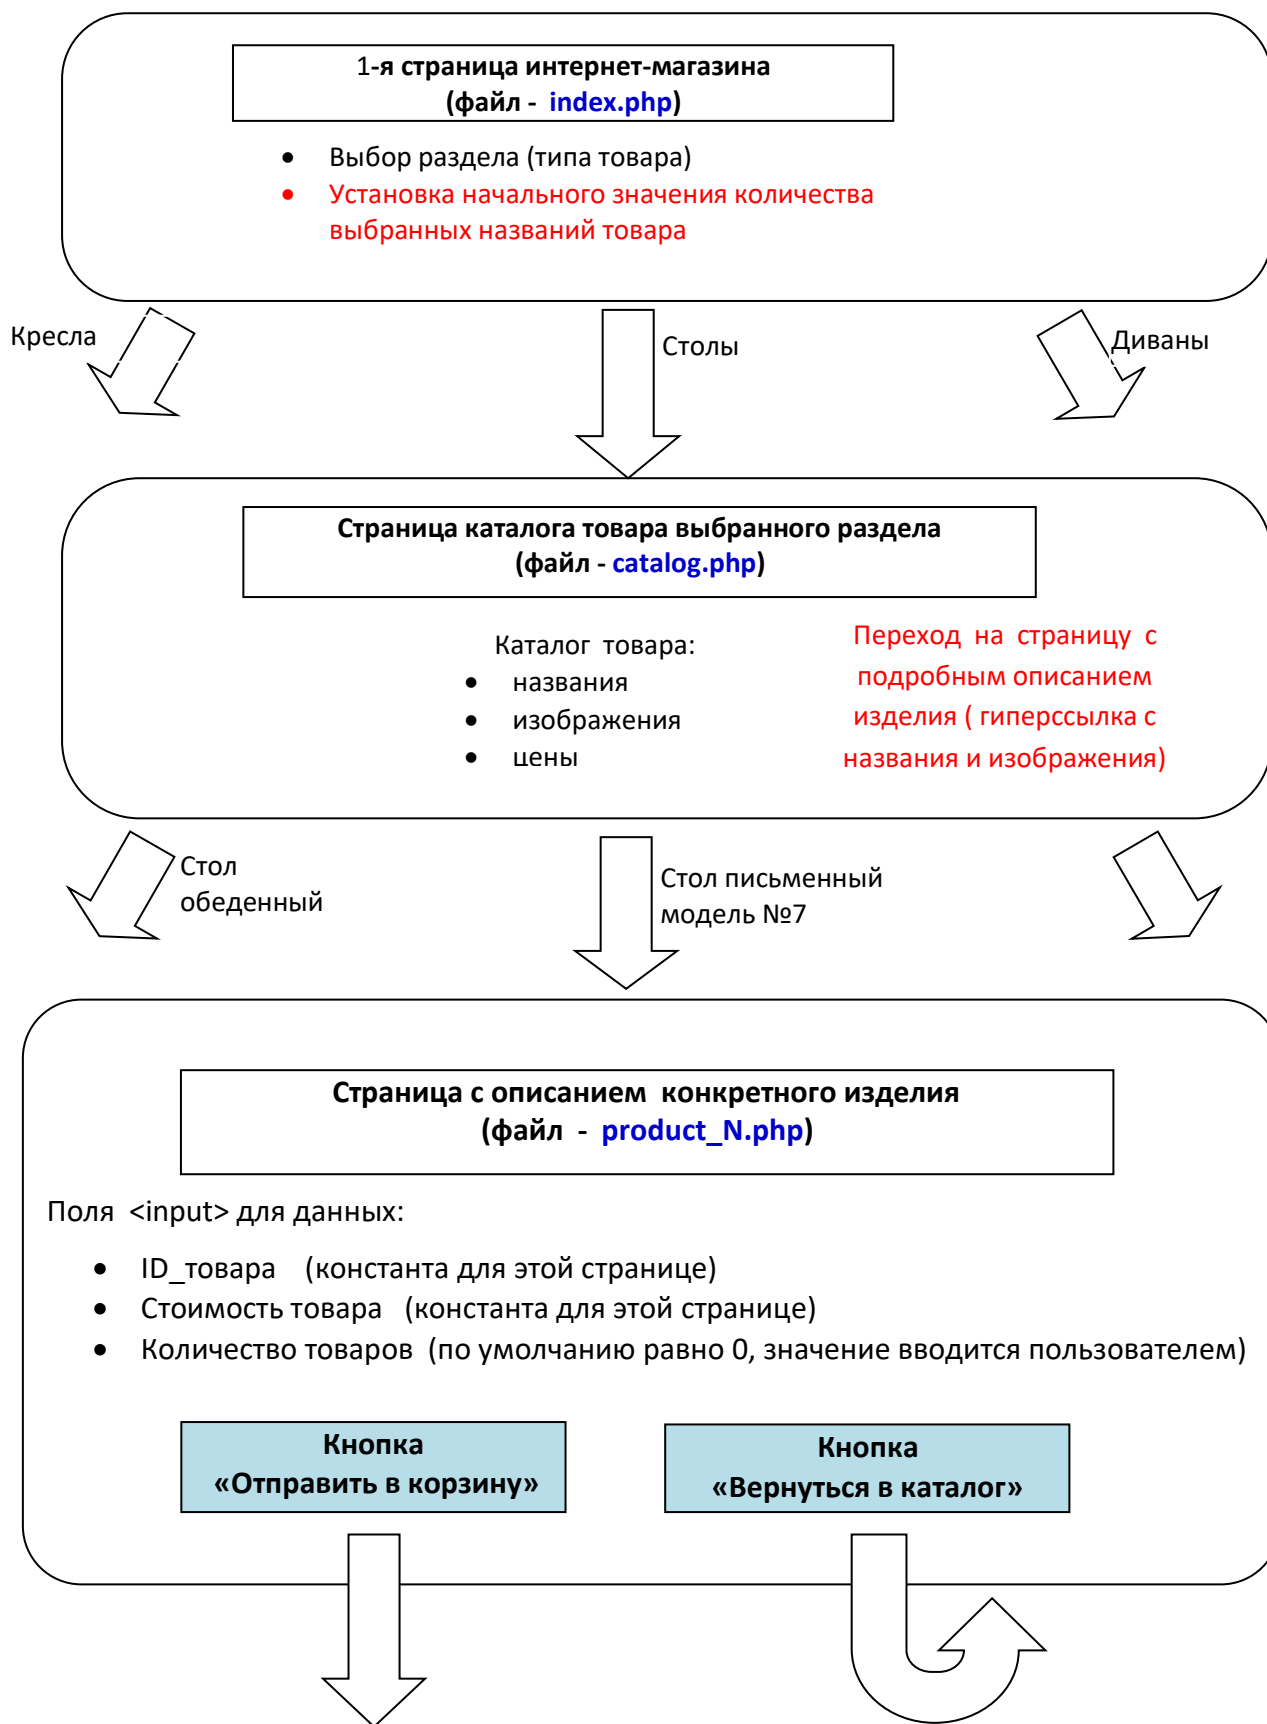 1-я страница интернет-магазина
(файл - index.php)
• Выбор раздела (типа товара)
• Установка начального значения количества
выбранных названий товара
Кресла
Столы
Диваны
Страница каталога товара выбранного раздела
(файл - catalog.php)
Каталог товара:
• названия
• изображения
• цены
Переход на страницу с
подробным описанием
изделия ( гиперссылка с
названия и изображения)
Стол
обеденный
Стол письменный
модель №7
Страница с описанием конкретного изделия
(файл - product_N.php)
Поля <input> для данных:
• ID_товара (константа для этой странице)
• Стоимость товара (константа для этой странице)
• Количество товаров (по умолчанию равно 0, значение вводится пользователем)
Кнопка
«Отправить в корзину»
Кнопка
«Вернуться в каталог»